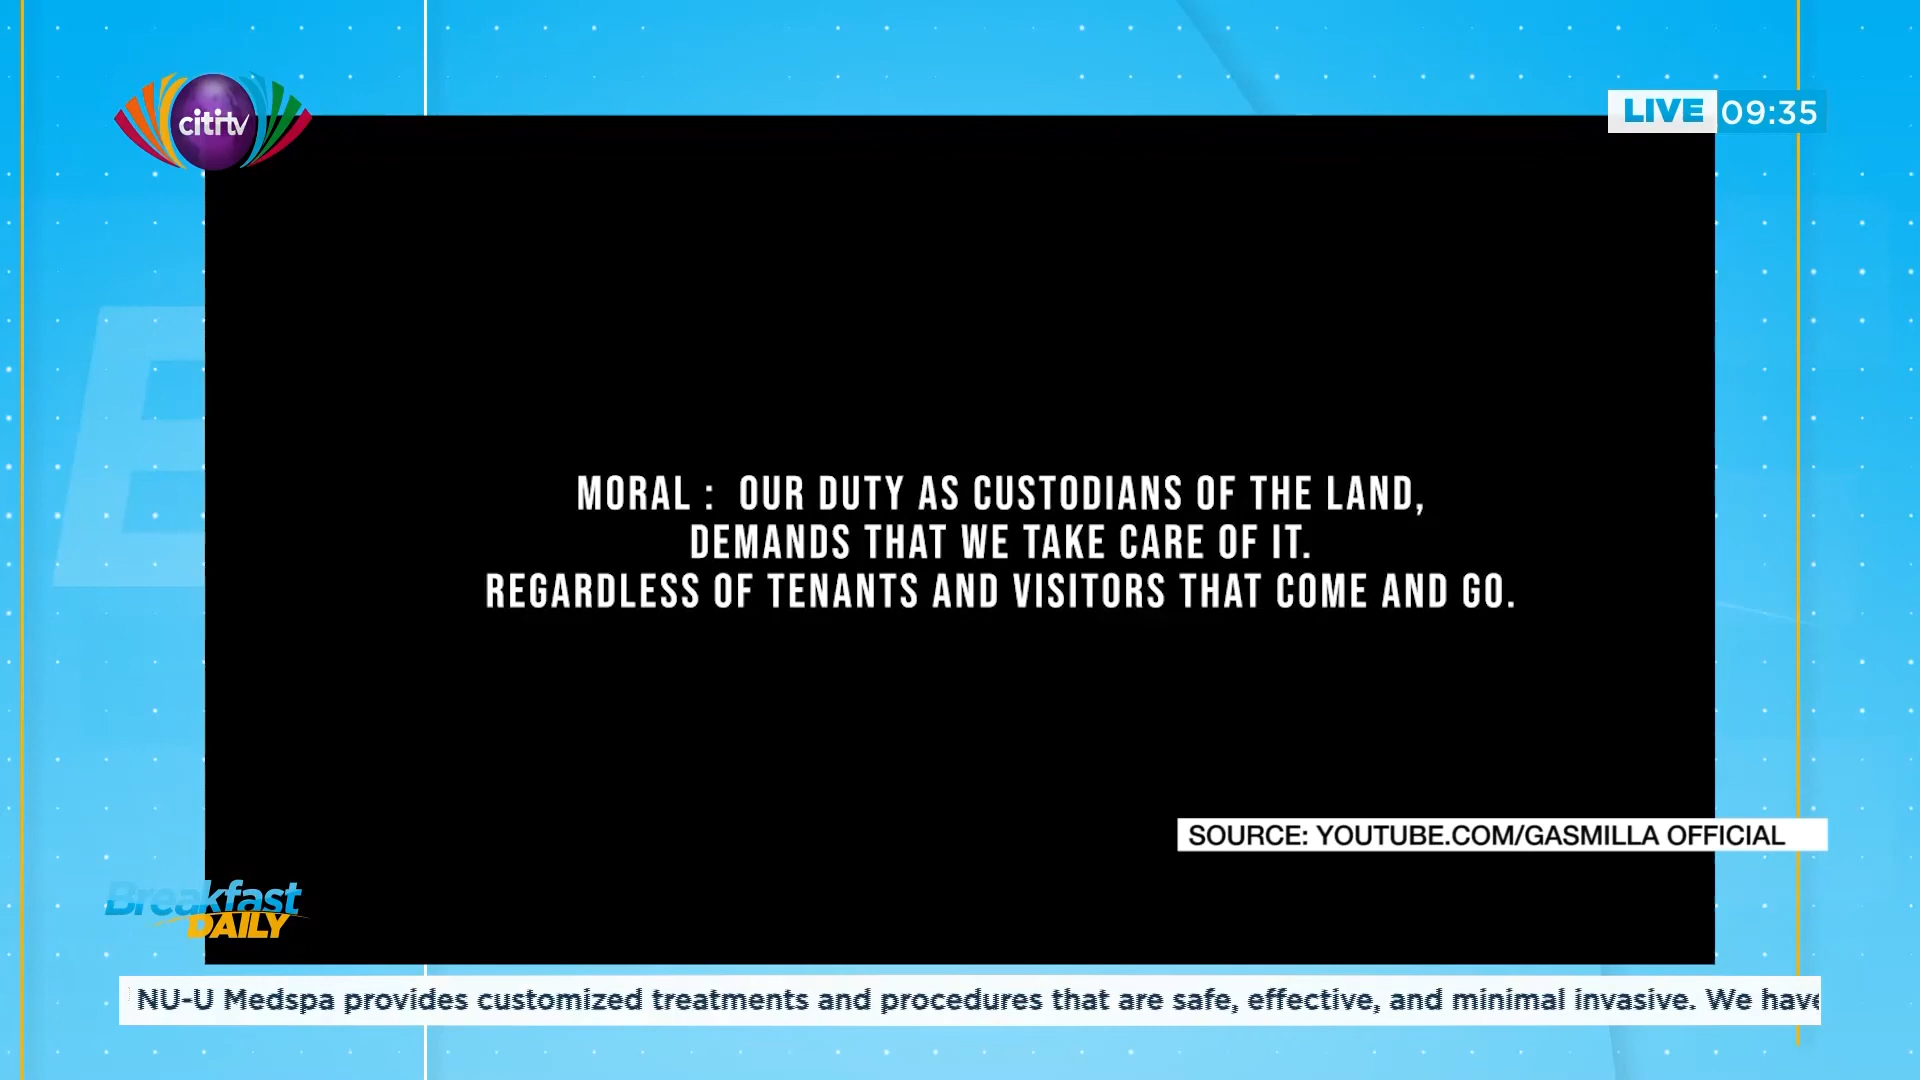 citi tv
LIVE 09:35
MORAL : OUR DUTY AS CUSTODIANS OF THE LAND,
DEMANDS THAT WE TAKE CARE OF IT.
REGARDLESS OF TENANTS AND VISITORS THAT COME AND GO.
SOURCE: YOUTUBE.COM/GASMILLA OFFICIAL
Breakfast
DAILY
NU-U Medspa provides customized treatments and procedures that are safe, effective, and minimal invasive. We have